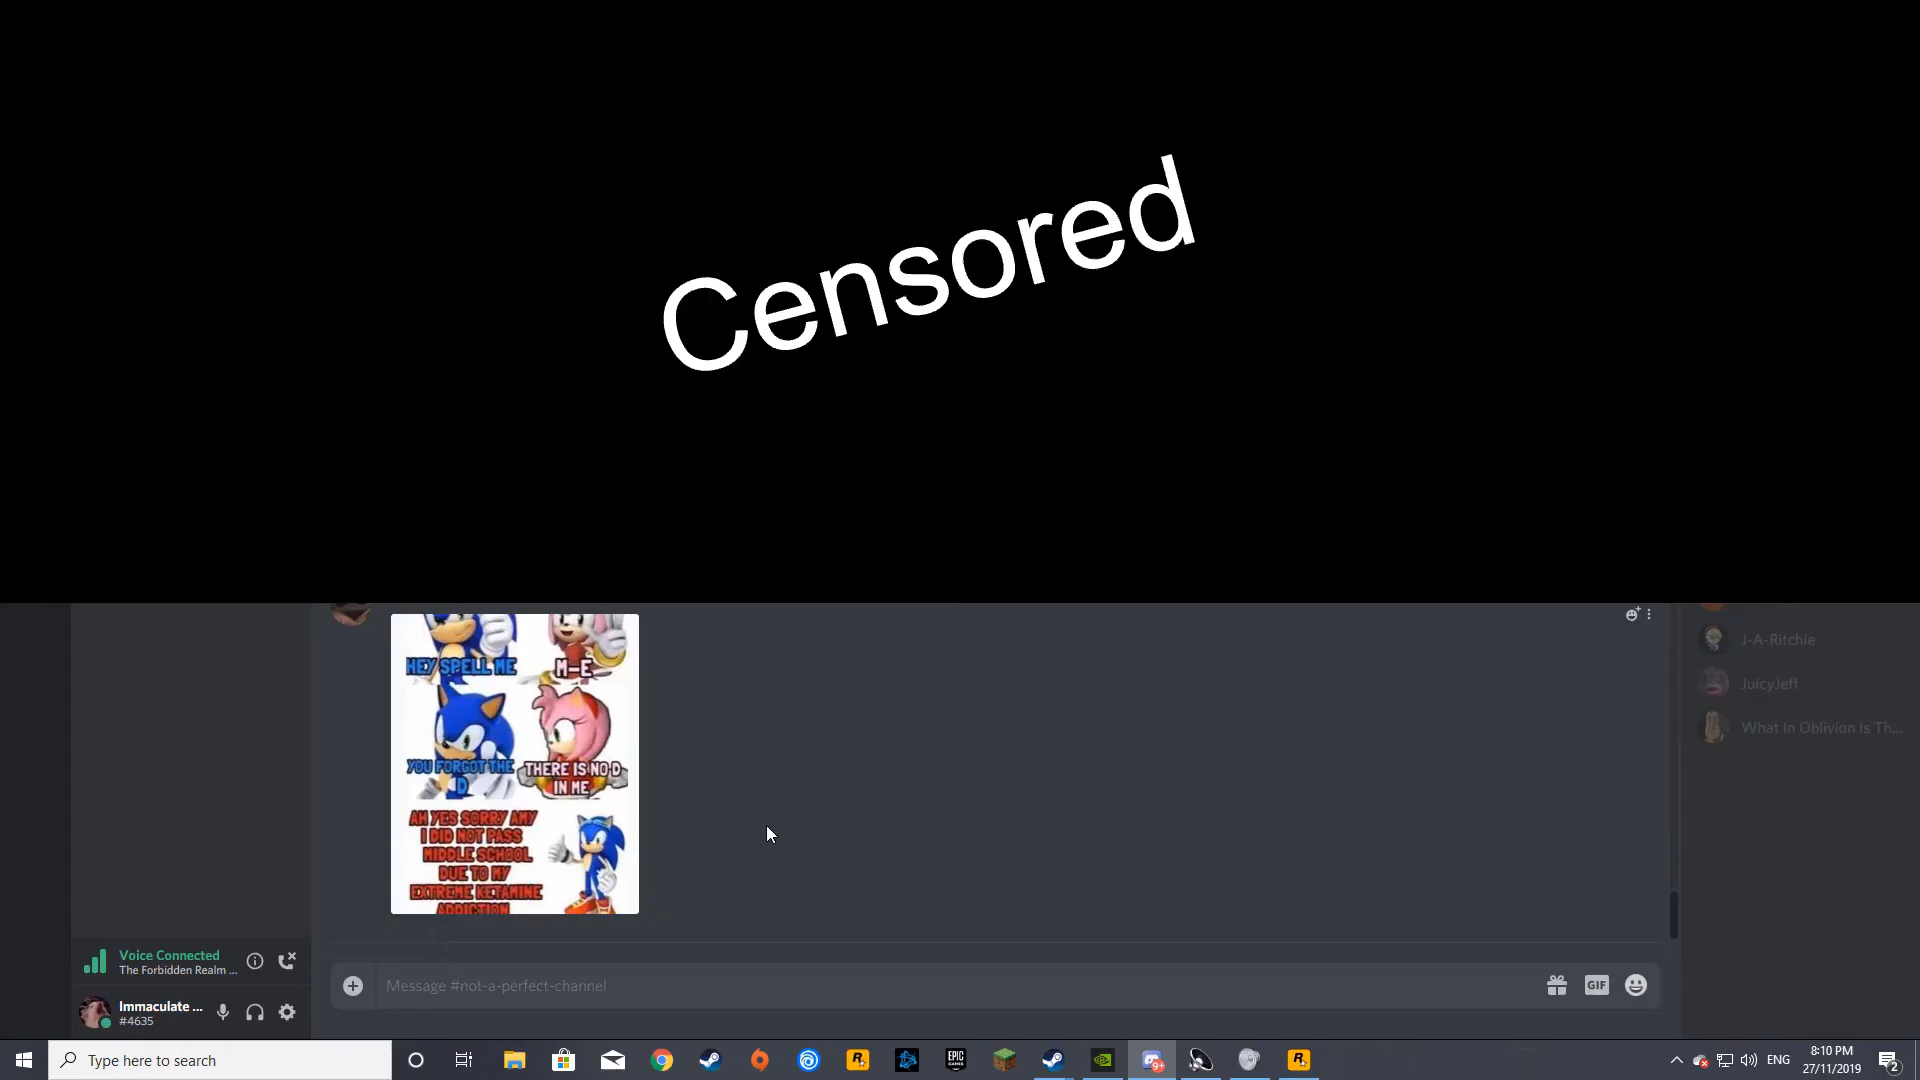 Censored
HEY SPELL ME
M-E
YOU FORGOT THE
D
THERE IS NO D
IN ME
AH YES SORRY AMY
I DID NOT PASS
MIDDLE SCHOOL
DUE TO MY
EXTREME KETAMINE
ADDICTION
J-A-Ritchie
JuicyJeff
What In Oblivion Is Th...
Voice Connected
The Forbidden Realm ...
Immaculate ...
#4635
Message #not-a-perfect-channel
GIF
Type here to search
EPIC
GAMES
9+
ENG
8:10 PM
27/11/2019
2